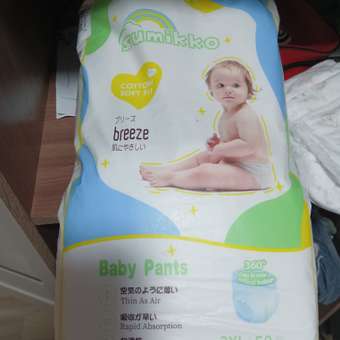 Sumikko
COTTON
SOFT
ブリーズ
breeze
肌にやさしい
Baby Pants
360°
空気のように薄い
Thin As Air
吸収が早い
Rapid Absorption